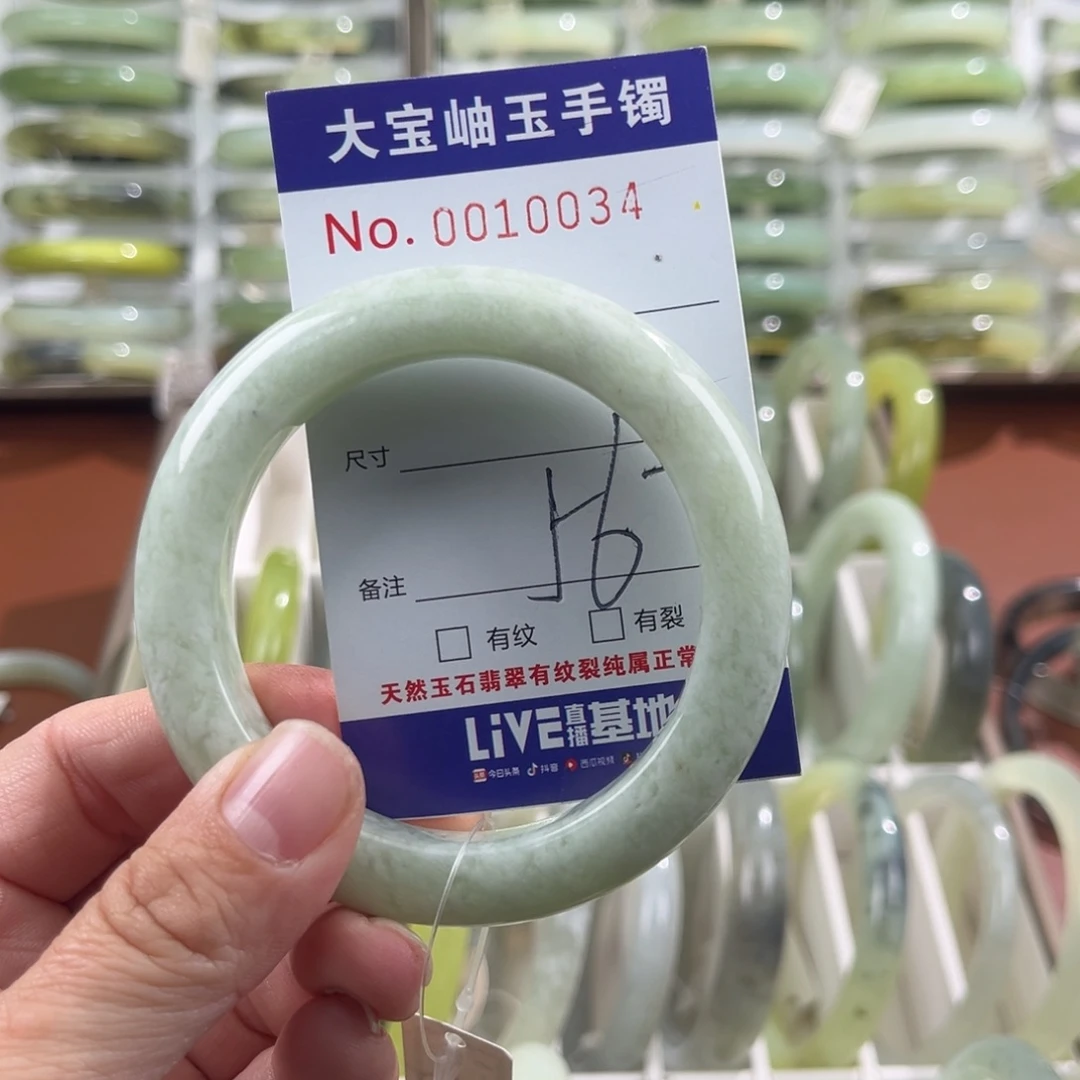 大宝岫玉手镯
No. 0010034
尺寸
56
备注
有纹 有裂
天然玉石翡翠有纹裂纯属正常
LiVE直播基地
今日头条 抖音 西瓜视频